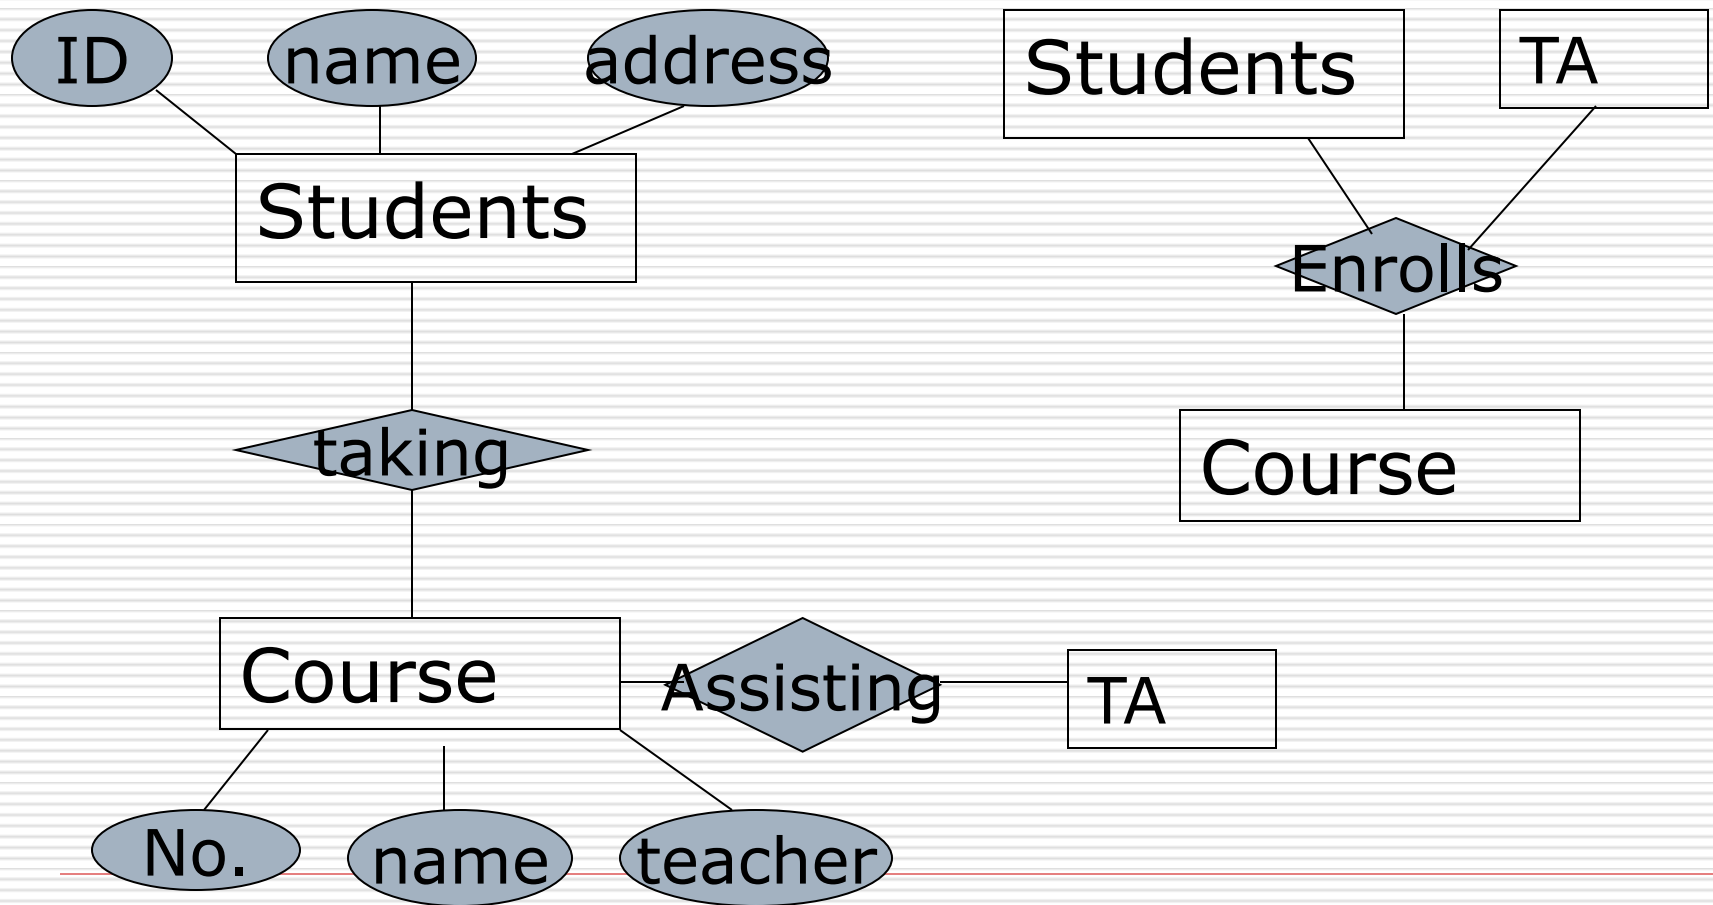 ID
name
address
Students
taking
Course
Assisting
TA
No.
name
teacher
Students
TA
Enrolls
Course